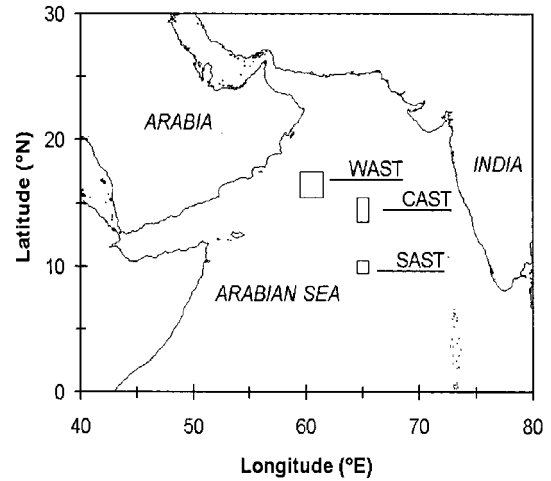 30
20
10
0
Latitude (°N)
ARABIA
INDIA
WAST
CAST
SAST
ARABIAN SEA
40
50
60
70
80
Longitude (°E)